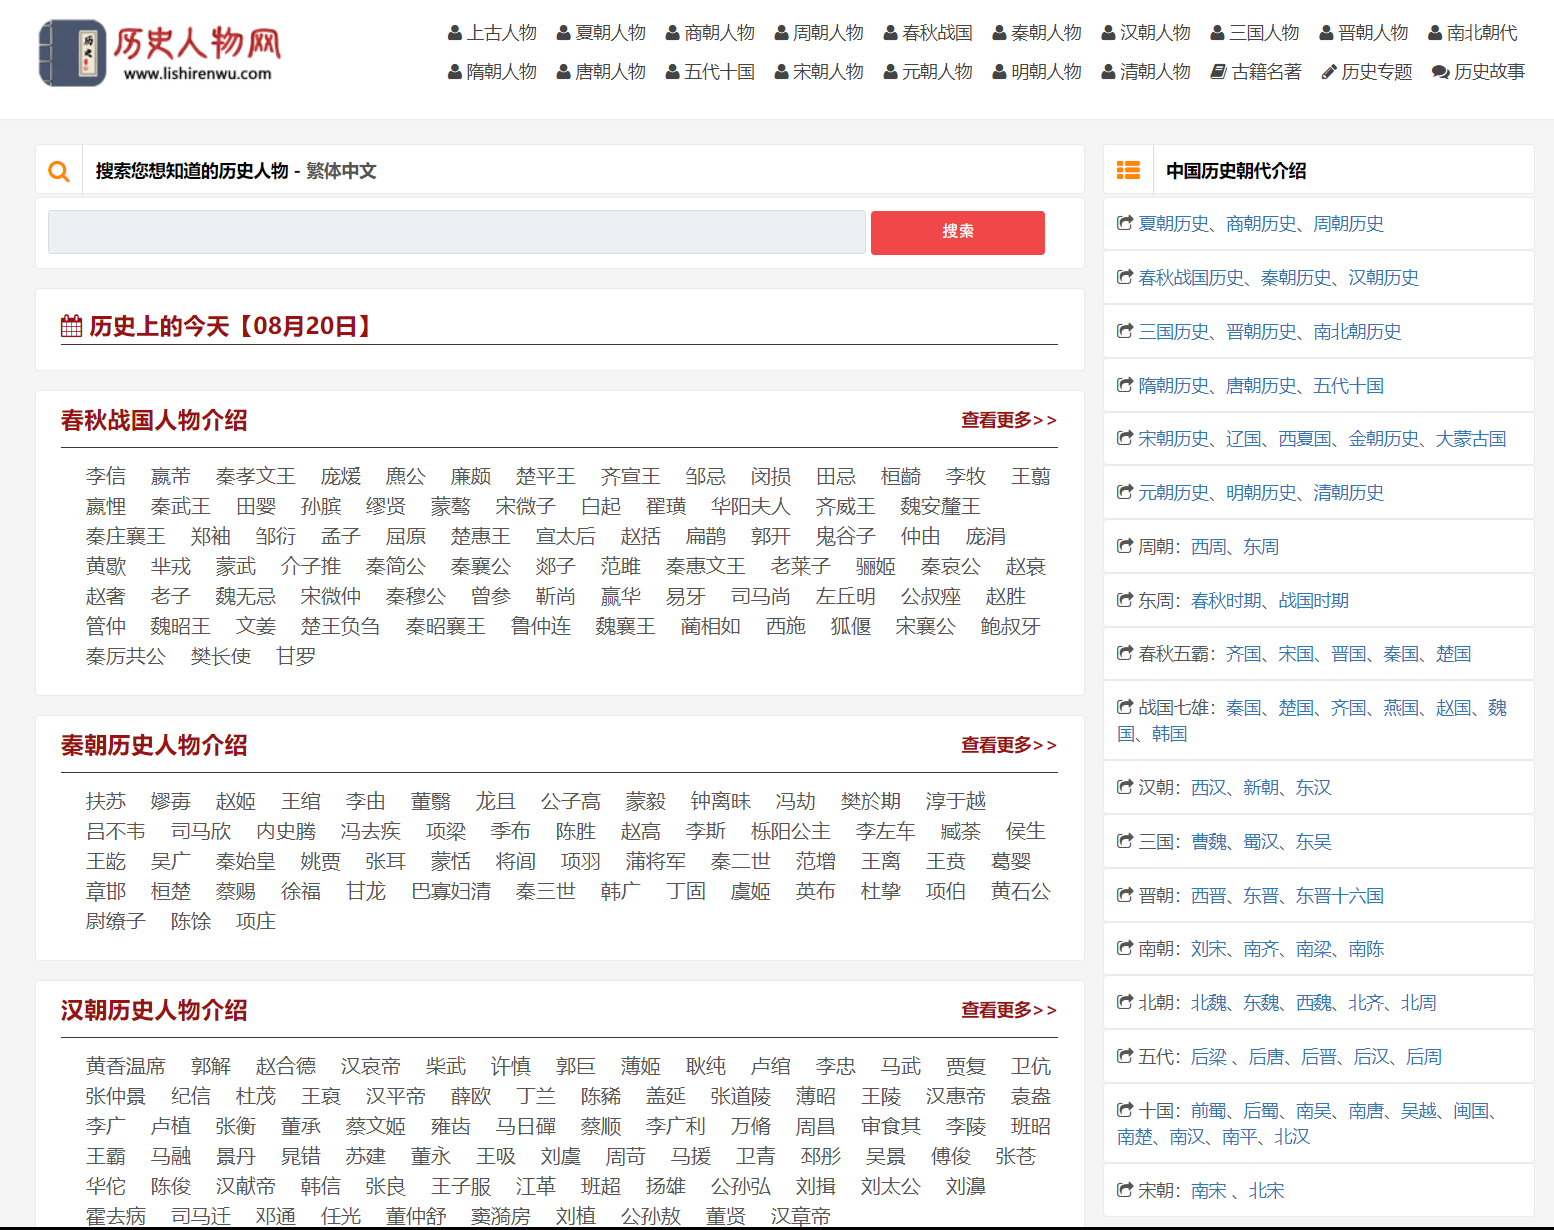 历史人物网
www.lishirenwu.com
历史
上古人物 夏朝人物 商朝人物 周朝人物 春秋战国 秦朝人物 汉朝人物 三国人物 晋朝人物 南北朝代
隋朝人物 唐朝人物 五代十国 宋朝人物 元朝人物 明朝人物 清朝人物 古籍名著 历史专题 历史故事
搜索您想知道的历史人物 - 繁体中文
搜索
历史上的今天【08月20日】
春秋战国人物介绍 查看更多>>
李信 嬴芾 秦孝文王 庞煖 麃公 廉颇 楚平王 齐宣王 邹忌 闵损 田忌 桓齮 李牧 王翦
嬴悝 秦武王 田婴 孙膑 缪贤 蒙骜 宋微子 白起 翟璜 华阳夫人 齐威王 魏安釐王
秦庄襄王 郑袖 邹衍 孟子 屈原 楚惠王 宣太后 赵括 扁鹊 郭开 鬼谷子 仲由 庞涓
黄歇 芈戎 蒙武 介子推 秦简公 秦襄公 郯子 范雎 秦惠文王 老莱子 骊姬 秦哀公 赵衰
赵奢 老子 魏无忌 宋微仲 秦穆公 曾参 靳尚 嬴华 易牙 司马尚 左丘明 公叔痤 赵胜
管仲 魏昭王 文姜 楚王负刍 秦昭襄王 鲁仲连 魏襄王 蔺相如 西施 狐偃 宋襄公 鲍叔牙
秦厉共公 樊长使 甘罗
秦朝历史人物介绍 查看更多>>
扶苏 嫪毐 赵姬 王绾 李由 董翳 龙且 公子高 蒙毅 钟离昧 冯劫 樊於期 淳于越
吕不韦 司马欣 内史腾 冯去疾 项梁 季布 陈胜 赵高 李斯 栎阳公主 李左车 臧荼 侯生
王龁 吴广 秦始皇 姚贾 张耳 蒙恬 将闾 项羽 蒲将军 秦二世 范增 王离 王贲 葛婴
章邯 桓楚 蔡赐 徐福 甘龙 巴寡妇清 秦三世 韩广 丁固 虞姬 英布 杜挚 项伯 黄石公
尉缭子 陈馀 项庄
汉朝历史人物介绍 查看更多>>
黄香温席 郭解 赵合德 汉哀帝 柴武 许慎 郭巨 薄姬 耿纯 卢绾 李忠 马武 贾复 卫伉
张仲景 纪信 杜茂 王裒 汉平帝 薛欧 丁兰 陈豨 盖延 张道陵 薄昭 王陵 汉惠帝 袁盎
李广 卢植 张衡 董承 蔡文姬 雍齿 马日磾 蔡顺 李广利 万脩 周昌 审食其 李陵 班昭
王霸 马融 景丹 晁错 苏建 董永 王吸 刘虞 周苛 马援 卫青 邳彤 吴景 傅俊 张苍
华佗 陈俊 汉献帝 韩信 张良 王子服 江革 班超 扬雄 公孙弘 刘揖 刘太公 刘濞
霍去病 司马迁 邓通 任光 董仲舒 窦漪房 刘植 公孙敖 董贤 汉章帝
中国历史朝代介绍
夏朝历史、商朝历史、周朝历史
春秋战国历史、秦朝历史、汉朝历史
三国历史、晋朝历史、南北朝历史
隋朝历史、唐朝历史、五代十国
宋朝历史、辽国、西夏国、金朝历史、大蒙古国
元朝历史、明朝历史、清朝历史
周朝：西周、东周
东周：春秋时期、战国时期
春秋五霸：齐国、宋国、晋国、秦国、楚国
战国七雄：秦国、楚国、齐国、燕国、赵国、魏
国、韩国
汉朝：西汉、新朝、东汉
三国：曹魏、蜀汉、东吴
晋朝：西晋、东晋、东晋十六国
南朝：刘宋、南齐、南梁、南陈
北朝：北魏、东魏、西魏、北齐、北周
五代：后梁 、后唐、后晋、后汉、后周
十国：前蜀、后蜀、南吴、南唐、吴越、闽国、
南楚、南汉、南平、北汉
宋朝：南宋 、北宋